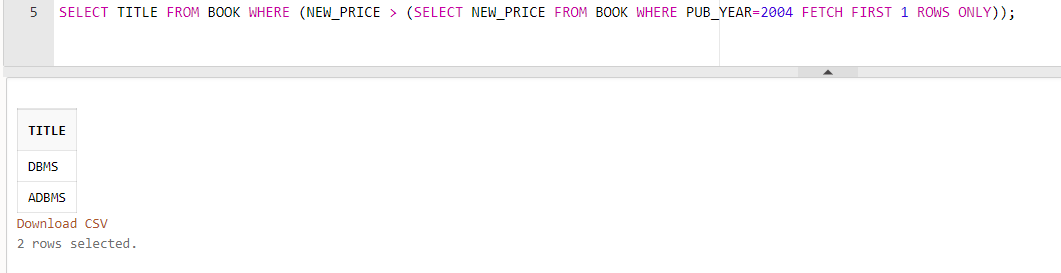 5 SELECT TITLE FROM BOOK WHERE (NEW_PRICE > (SELECT NEW_PRICE FROM BOOK WHERE PUB_YEAR=2004 FETCH FIRST 1 ROWS ONLY));
TITLE
DBMS
ADBMS
Download CSV
2 rows selected.